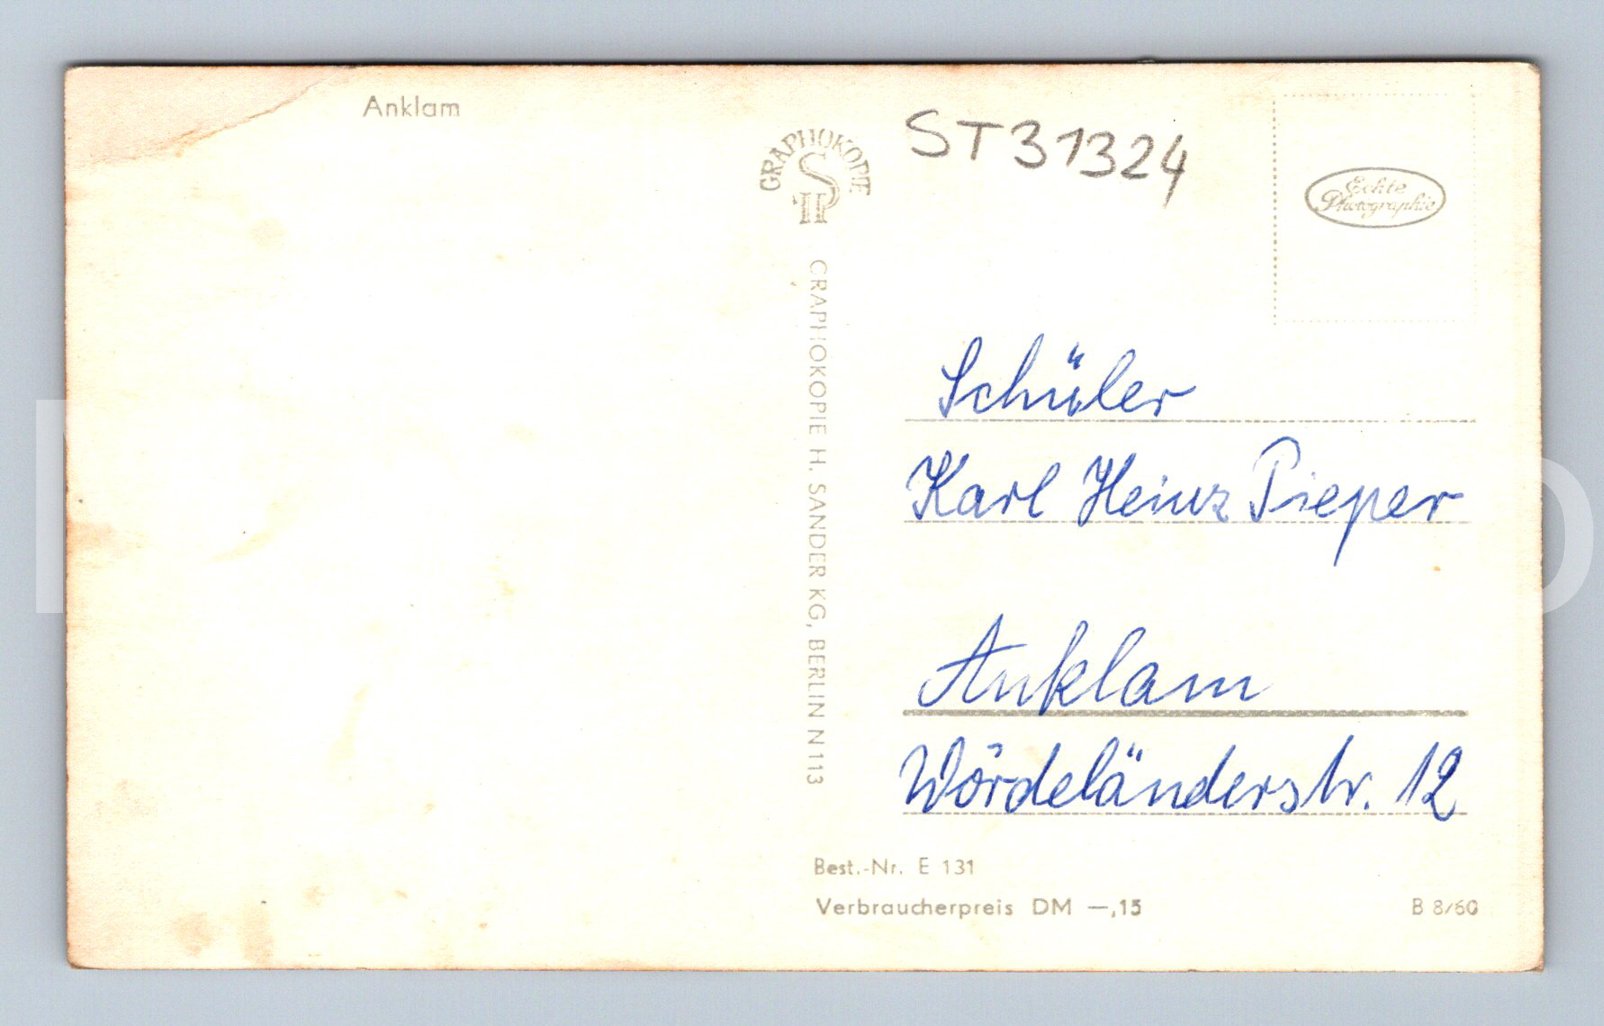 Anklam
GRAPHOKOPIE
ST31324
Echte
Photographie
GRAPHOKOPIE H. SANDER KG, BERLIN N 113
Schüler
Karl Heinz Pieper
Anklam
Wördeländerstr. 12
Best.-Nr. E 131
Verbraucherpreis DM —,15
B 8/60